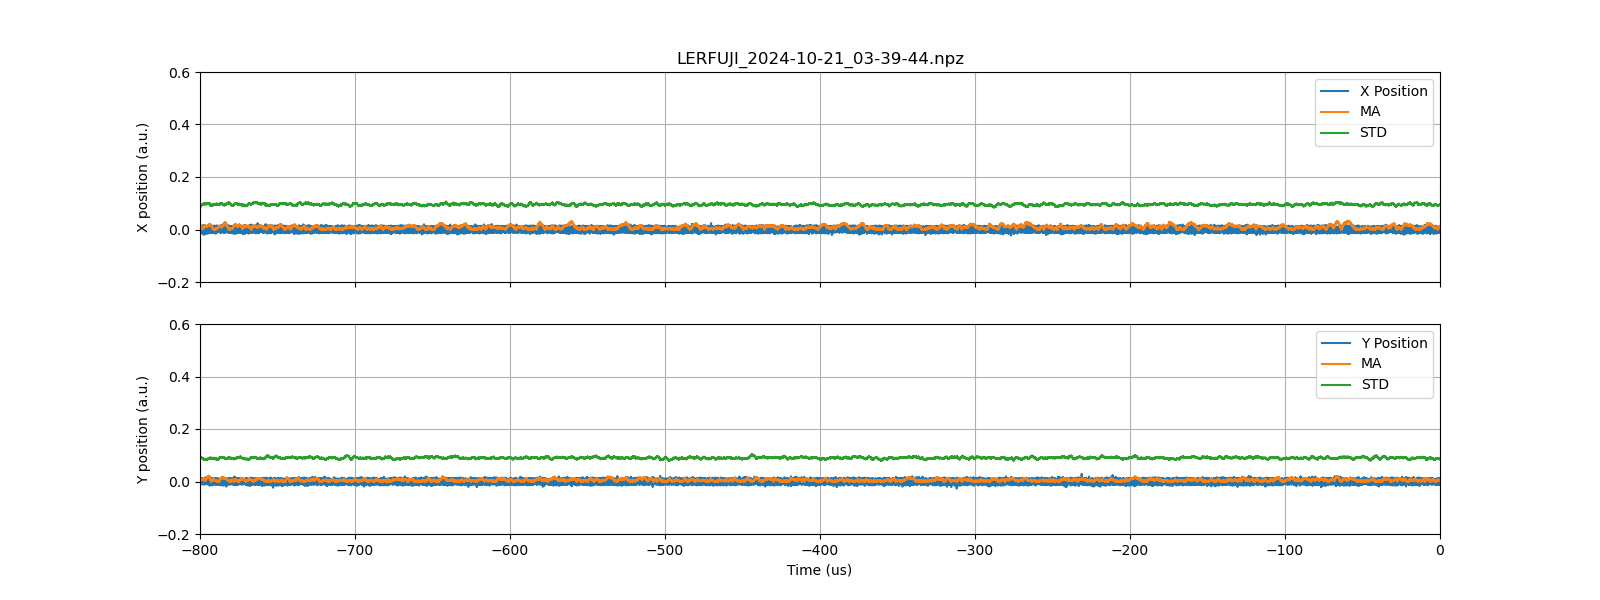 LERFUJI_2024-10-21_03-39-44.npz
0.6
0.4
0.2
0.0
−0.2
X position (a.u.)
X Position
MA
STD
0.6
0.4
0.2
0.0
−0.2
Y position (a.u.)
Y Position
MA
STD
−800 −700 −600 −500 −400 −300 −200 −100 0
Time (us)